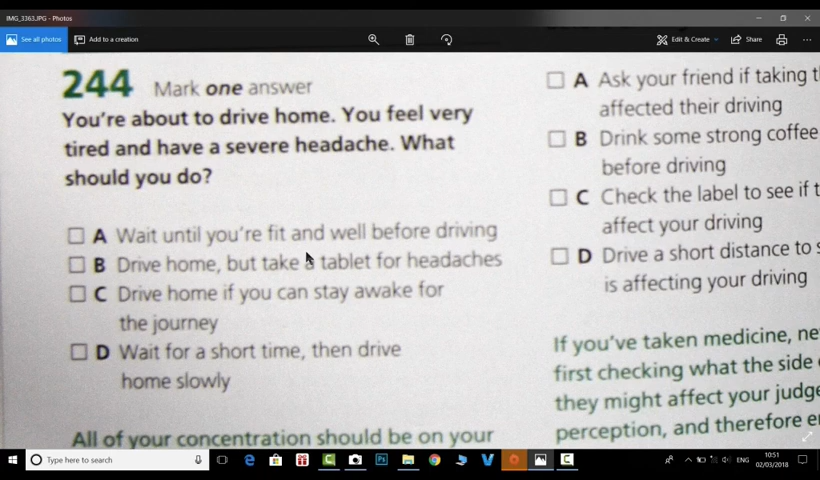 IMG_3363.JPG - Photos
See all photos
Add to a creation
Edit & Create
Share
244 Mark one answer
You're about to drive home. You feel very
tired and have a severe headache. What
should you do?
A Wait until you're fit and well before driving
B Drive home, but take a tablet for headaches
C Drive home if you can stay awake for
the journey
D Wait for a short time, then drive
home slowly
All of your concentration should be on your
A Ask your friend if taking
affected their driving
B Drink some strong coffee
before driving
C Check the label to see if
affect your driving
D Drive a short distance to
is affecting your driving
If you've taken medicine,
first checking what the side
they might affect your
perception, and therefore
Type here to search
ENG
10:51
02/03/2018